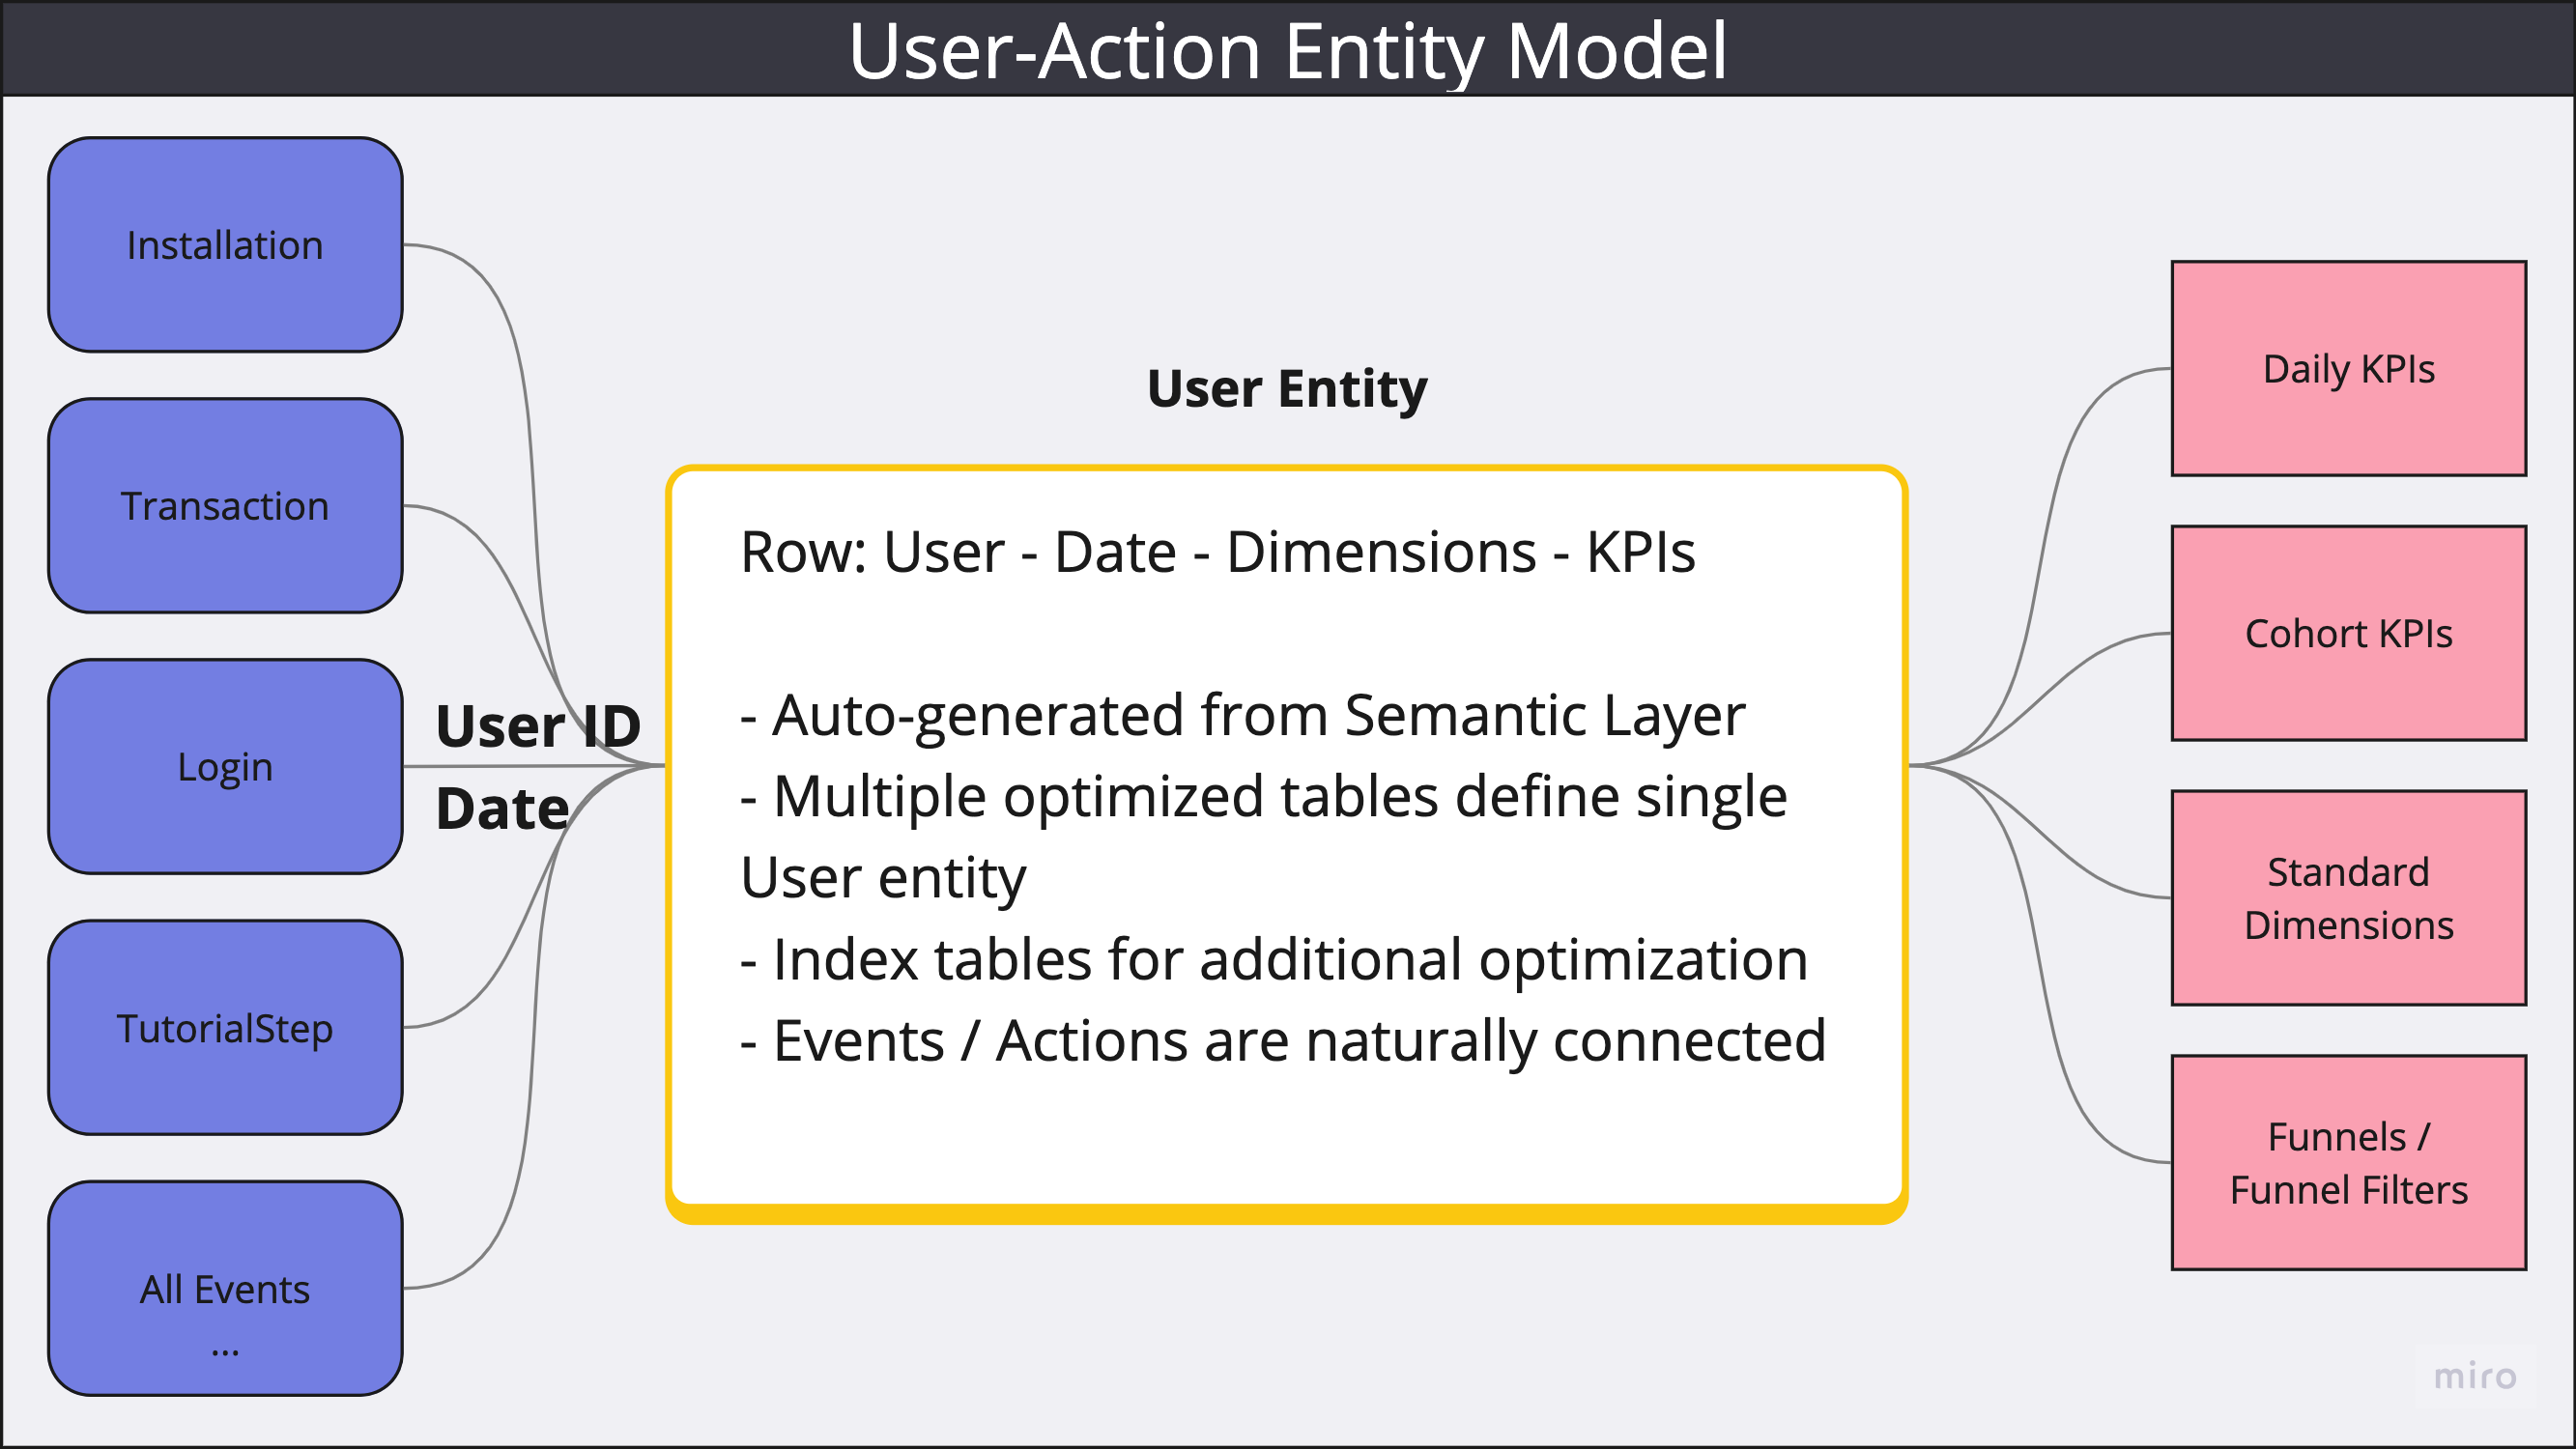 User-Action Entity Model
Installation
Transaction
Login
TutorialStep
All Events
...
User ID
Date
User Entity
Row: User - Date - Dimensions - KPIs
- Auto-generated from Semantic Layer
- Multiple optimized tables define single
User entity
- Index tables for additional optimization
- Events / Actions are naturally connected
Daily KPIs
Cohort KPIs
Standard
Dimensions
Funnels /
Funnel Filters
miro